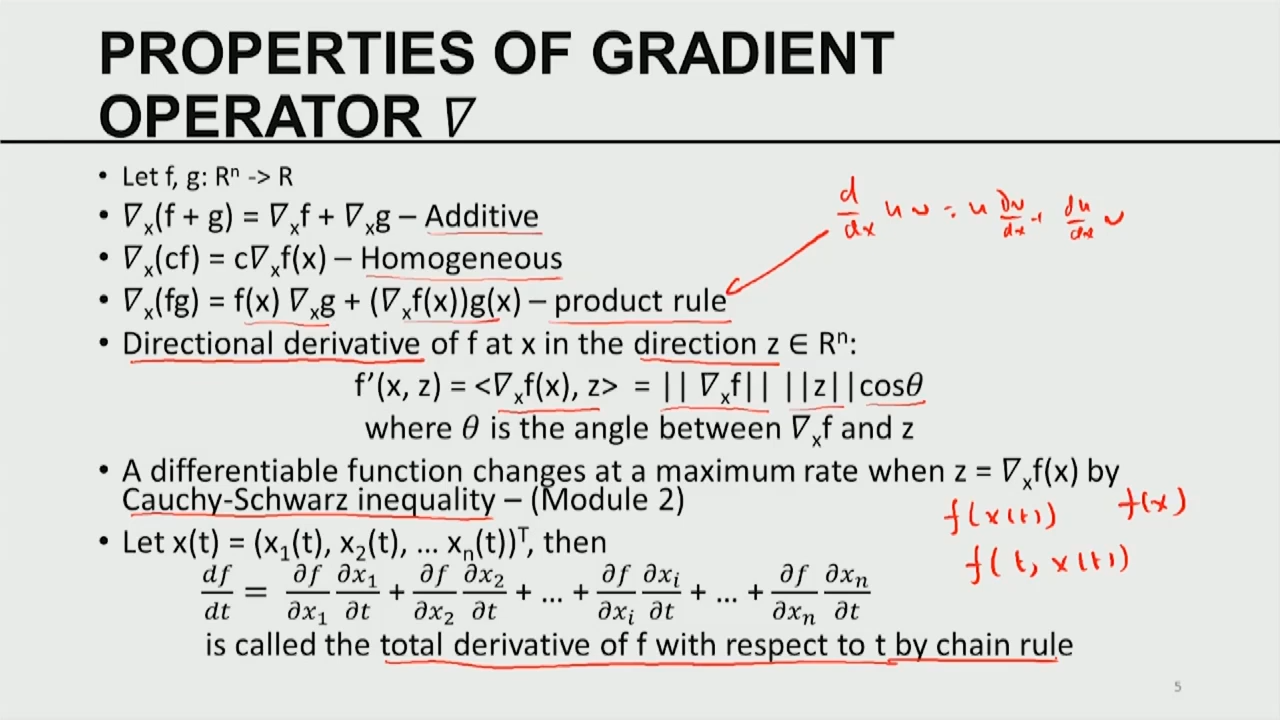 PROPERTIES OF GRADIENT
OPERATOR ∇
• Let f, g: Rⁿ -> R
• ∇ₓ(f + g) = ∇ₓf + ∇ₓg – Additive
• ∇ₓ(cf) = c∇ₓf(x) – Homogeneous
• ∇ₓ(fg) = f(x) ∇ₓg + (∇ₓf(x))g(x) – product rule
d/dx u v = u dv/dx + du/dx v
• Directional derivative of f at x in the direction z ∈ Rⁿ:
f’(x, z) = <∇ₓf(x), z> = || ∇ₓf|| ||z||cosθ
where θ is the angle between ∇ₓf and z
• A differentiable function changes at a maximum rate when z = ∇ₓf(x) by
Cauchy-Schwarz inequality – (Module 2)
f(x(t)) f(x)
• Let x(t) = (x₁(t), x₂(t), … xₙ(t))ᵀ, then
f(t, x(t))
df/dt = ∂f/∂x₁ ∂x₁/∂t + ∂f/∂x₂ ∂x₂/∂t + … + ∂f/∂xᵢ ∂xᵢ/∂t + … + ∂f/∂xₙ ∂xₙ/∂t
is called the total derivative of f with respect to t by chain rule
5